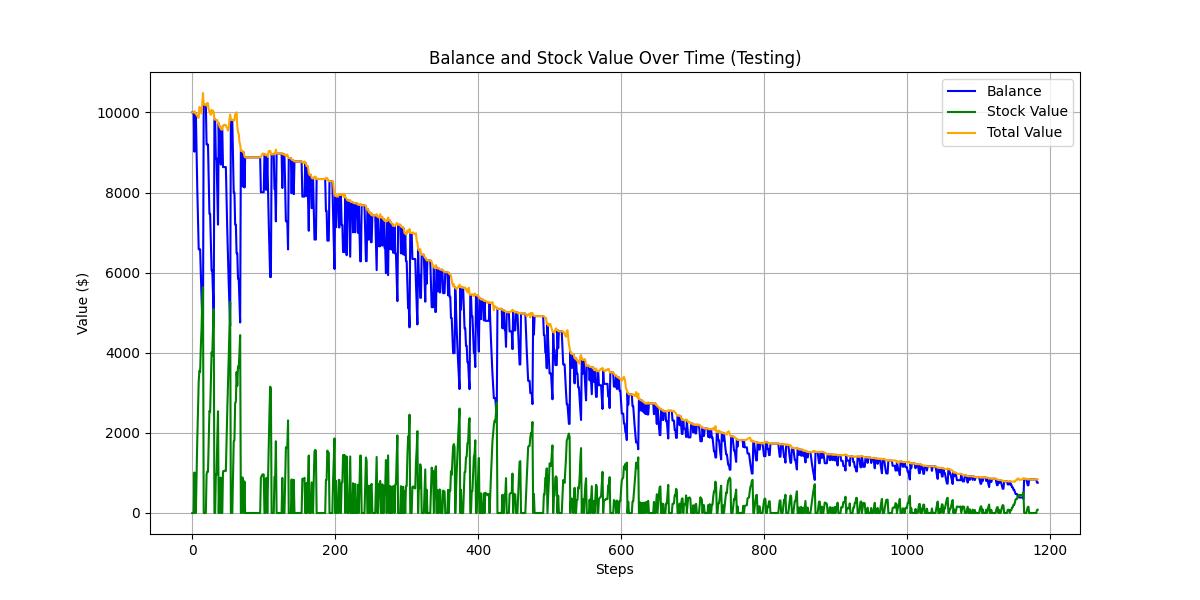 Balance and Stock Value Over Time (Testing)
Balance
Stock Value
Total Value
Value ($)
10000
8000
6000
4000
2000
0
0 200 400 600 800 1000 1200
Steps